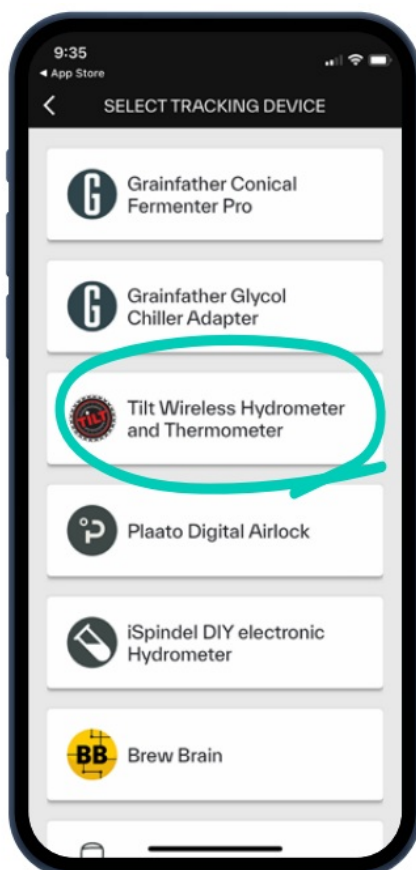 9:35
◀ App Store
SELECT TRACKING DEVICE
Grainfather Conical
Fermenter Pro
Grainfather Glycol
Chiller Adapter
TILT
Tilt Wireless Hydrometer
and Thermometer
Plaato Digital Airlock
iSpindel DIY electronic
Hydrometer
BB
Brew Brain